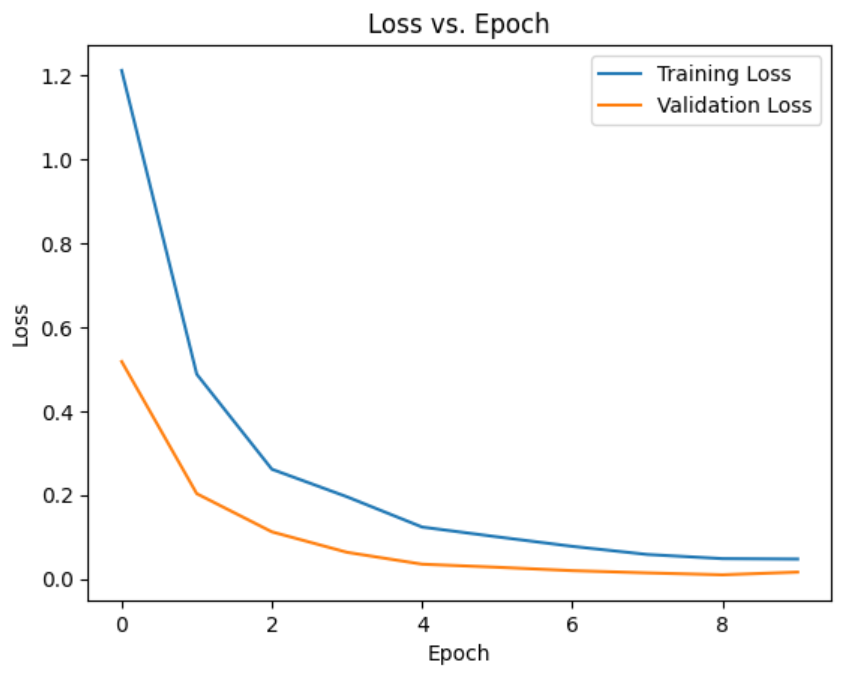 Loss vs. Epoch
Training Loss
Validation Loss
1.2
1.0
0.8
0.6
0.4
0.2
0.0
Loss
0 2 4 6 8
Epoch